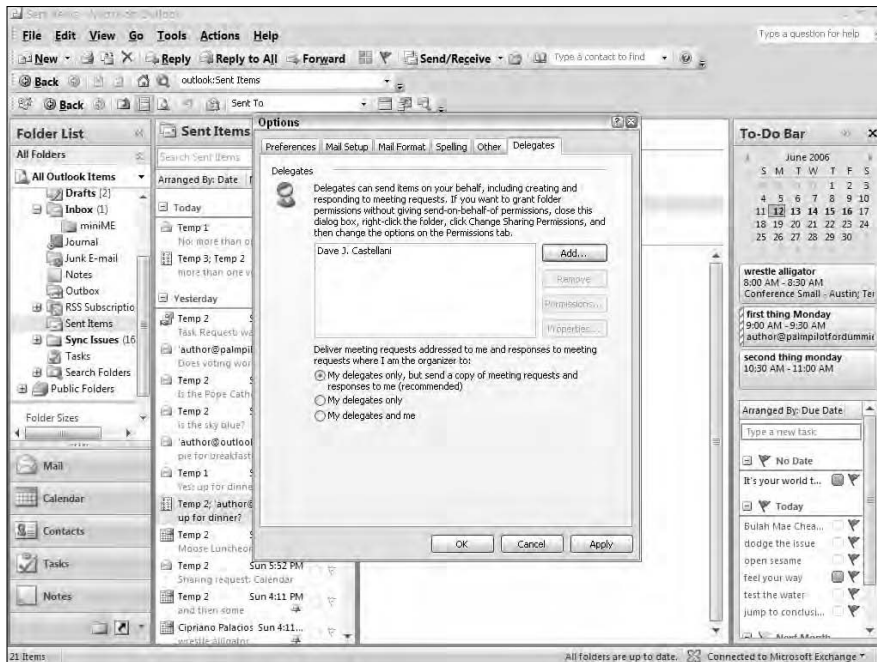 Sent Items - Microsoft Outlook
File Edit View Go Tools Actions Help
Type a question for help
New Reply Reply to All Forward Send/Receive Type a contact to find
Back outlook:Sent Items
Back Sent To
Folder List
All Folders
All Outlook Items
Drafts [2]
Inbox (1)
miniME
Journal
Junk E-mail
Notes
Outbox
RSS Subscriptio
Sent Items
Sync Issues (16
Tasks
Search Folders
Public Folders
Folder Sizes
Mail
Calendar
Contacts
Tasks
Notes
Sent Items
Search Sent Items
Arranged By: Date
Today
Temp 1
Temp 3; Temp 2
more than one
Yesterday
Temp 2 S
Task Request: wa
'author@palmpil
Does voting wor
Temp 2 S
Is the Pope Cath
Temp 2 S
is the sky blue?
'author@outlool
pie for breakfast
Temp 1 S
Yes: up for dinne
Temp 2; 'author@
up for dinner?
Temp 2 S
Moose Luncheor
Temp 2 Sun 5:52 PM
Sharing request: Calendar
Temp 2 Sun 4:11 PM
and then some
Cipriano Palacios Sun 4:11...
wrestle alligator
Options
Preferences Mail Setup Mail Format Spelling Other Delegates
Delegates
Delegates can send items on your behalf, including creating and
responding to meeting requests. If you want to grant folder
permissions without giving send-on-behalf-of permissions, close this
dialog box, right-click the folder, click Change Sharing Permissions, and
then change the options on the Permissions tab.
Dave J. Castellani
Add...
Remove
Permissions...
Properties...
Deliver meeting requests addressed to me and responses to meeting
requests where I am the organizer to:
My delegates only, but send a copy of meeting requests and
responses to me (recommended)
My delegates only
My delegates and me
OK Cancel Apply
To-Do Bar
June 2006
S M T W T F S
1 2 3
4 5 6 7 8 9 10
11 12 13 14 15 16 17
18 19 20 21 22 23 24
25 26 27 28 29 30
wrestle alligator
8:00 AM - 8:30 AM
Conference Small - Austin; Ter
first thing Monday
9:00 AM -9:30 AM
author@palmpilotfordummie
second thing monday
10:30 AM - 11:00 AM
Arranged By: Due Date
Type a new task
No Date
It's your world t...
Today
Bulah Mae Chea...
dodge the issue
open sesame
feel your way
test the water
jump to conclusi...
Next Month
21 Items
All folders are up to date. Connected to Microsoft Exchange